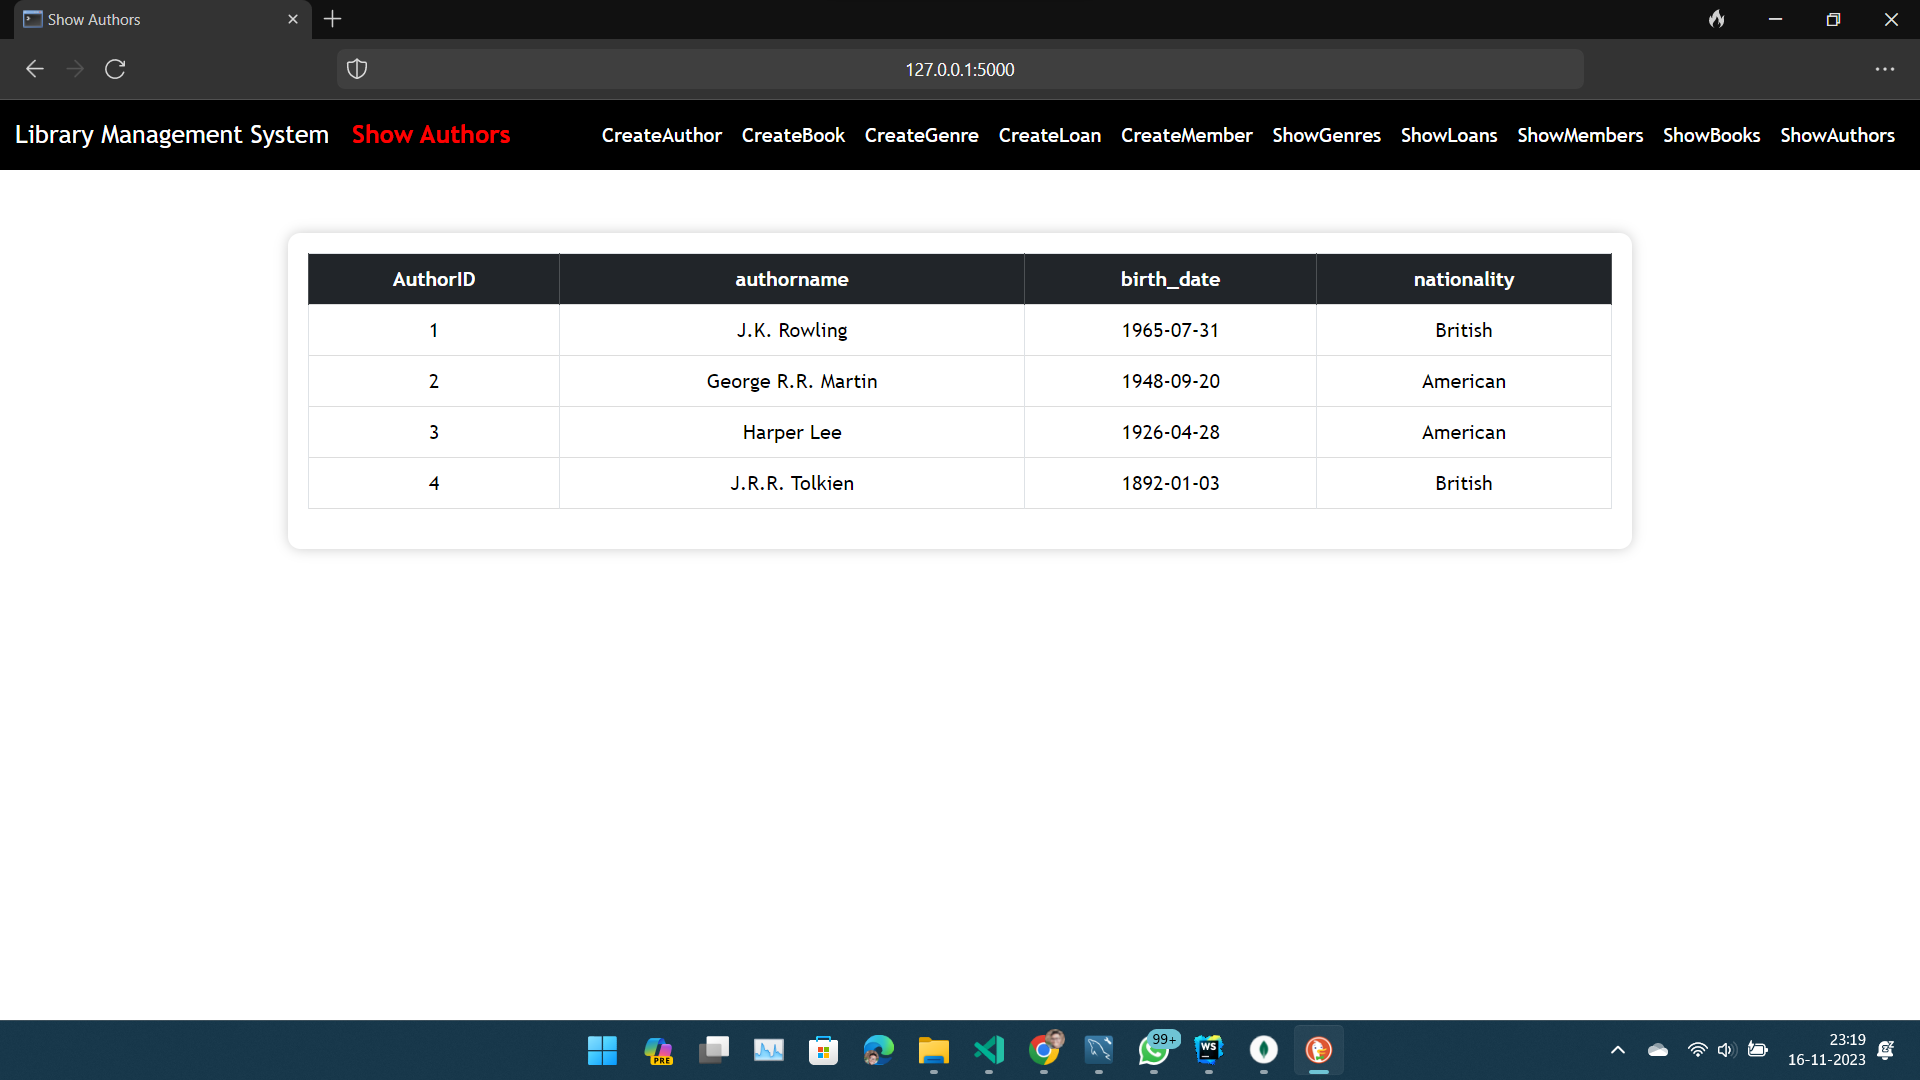 Show Authors
127.0.0.1:5000
Library Management System Show Authors CreateAuthor CreateBook CreateGenre CreateLoan CreateMember ShowGenres ShowLoans ShowMembers ShowBooks ShowAuthors
AuthorID authorname birth_date nationality
1 J.K. Rowling 1965-07-31 British
2 George R.R. Martin 1948-09-20 American
3 Harper Lee 1926-04-28 American
4 J.R.R. Tolkien 1892-01-03 British
PRE
99+
WS
23:19
16-11-2023